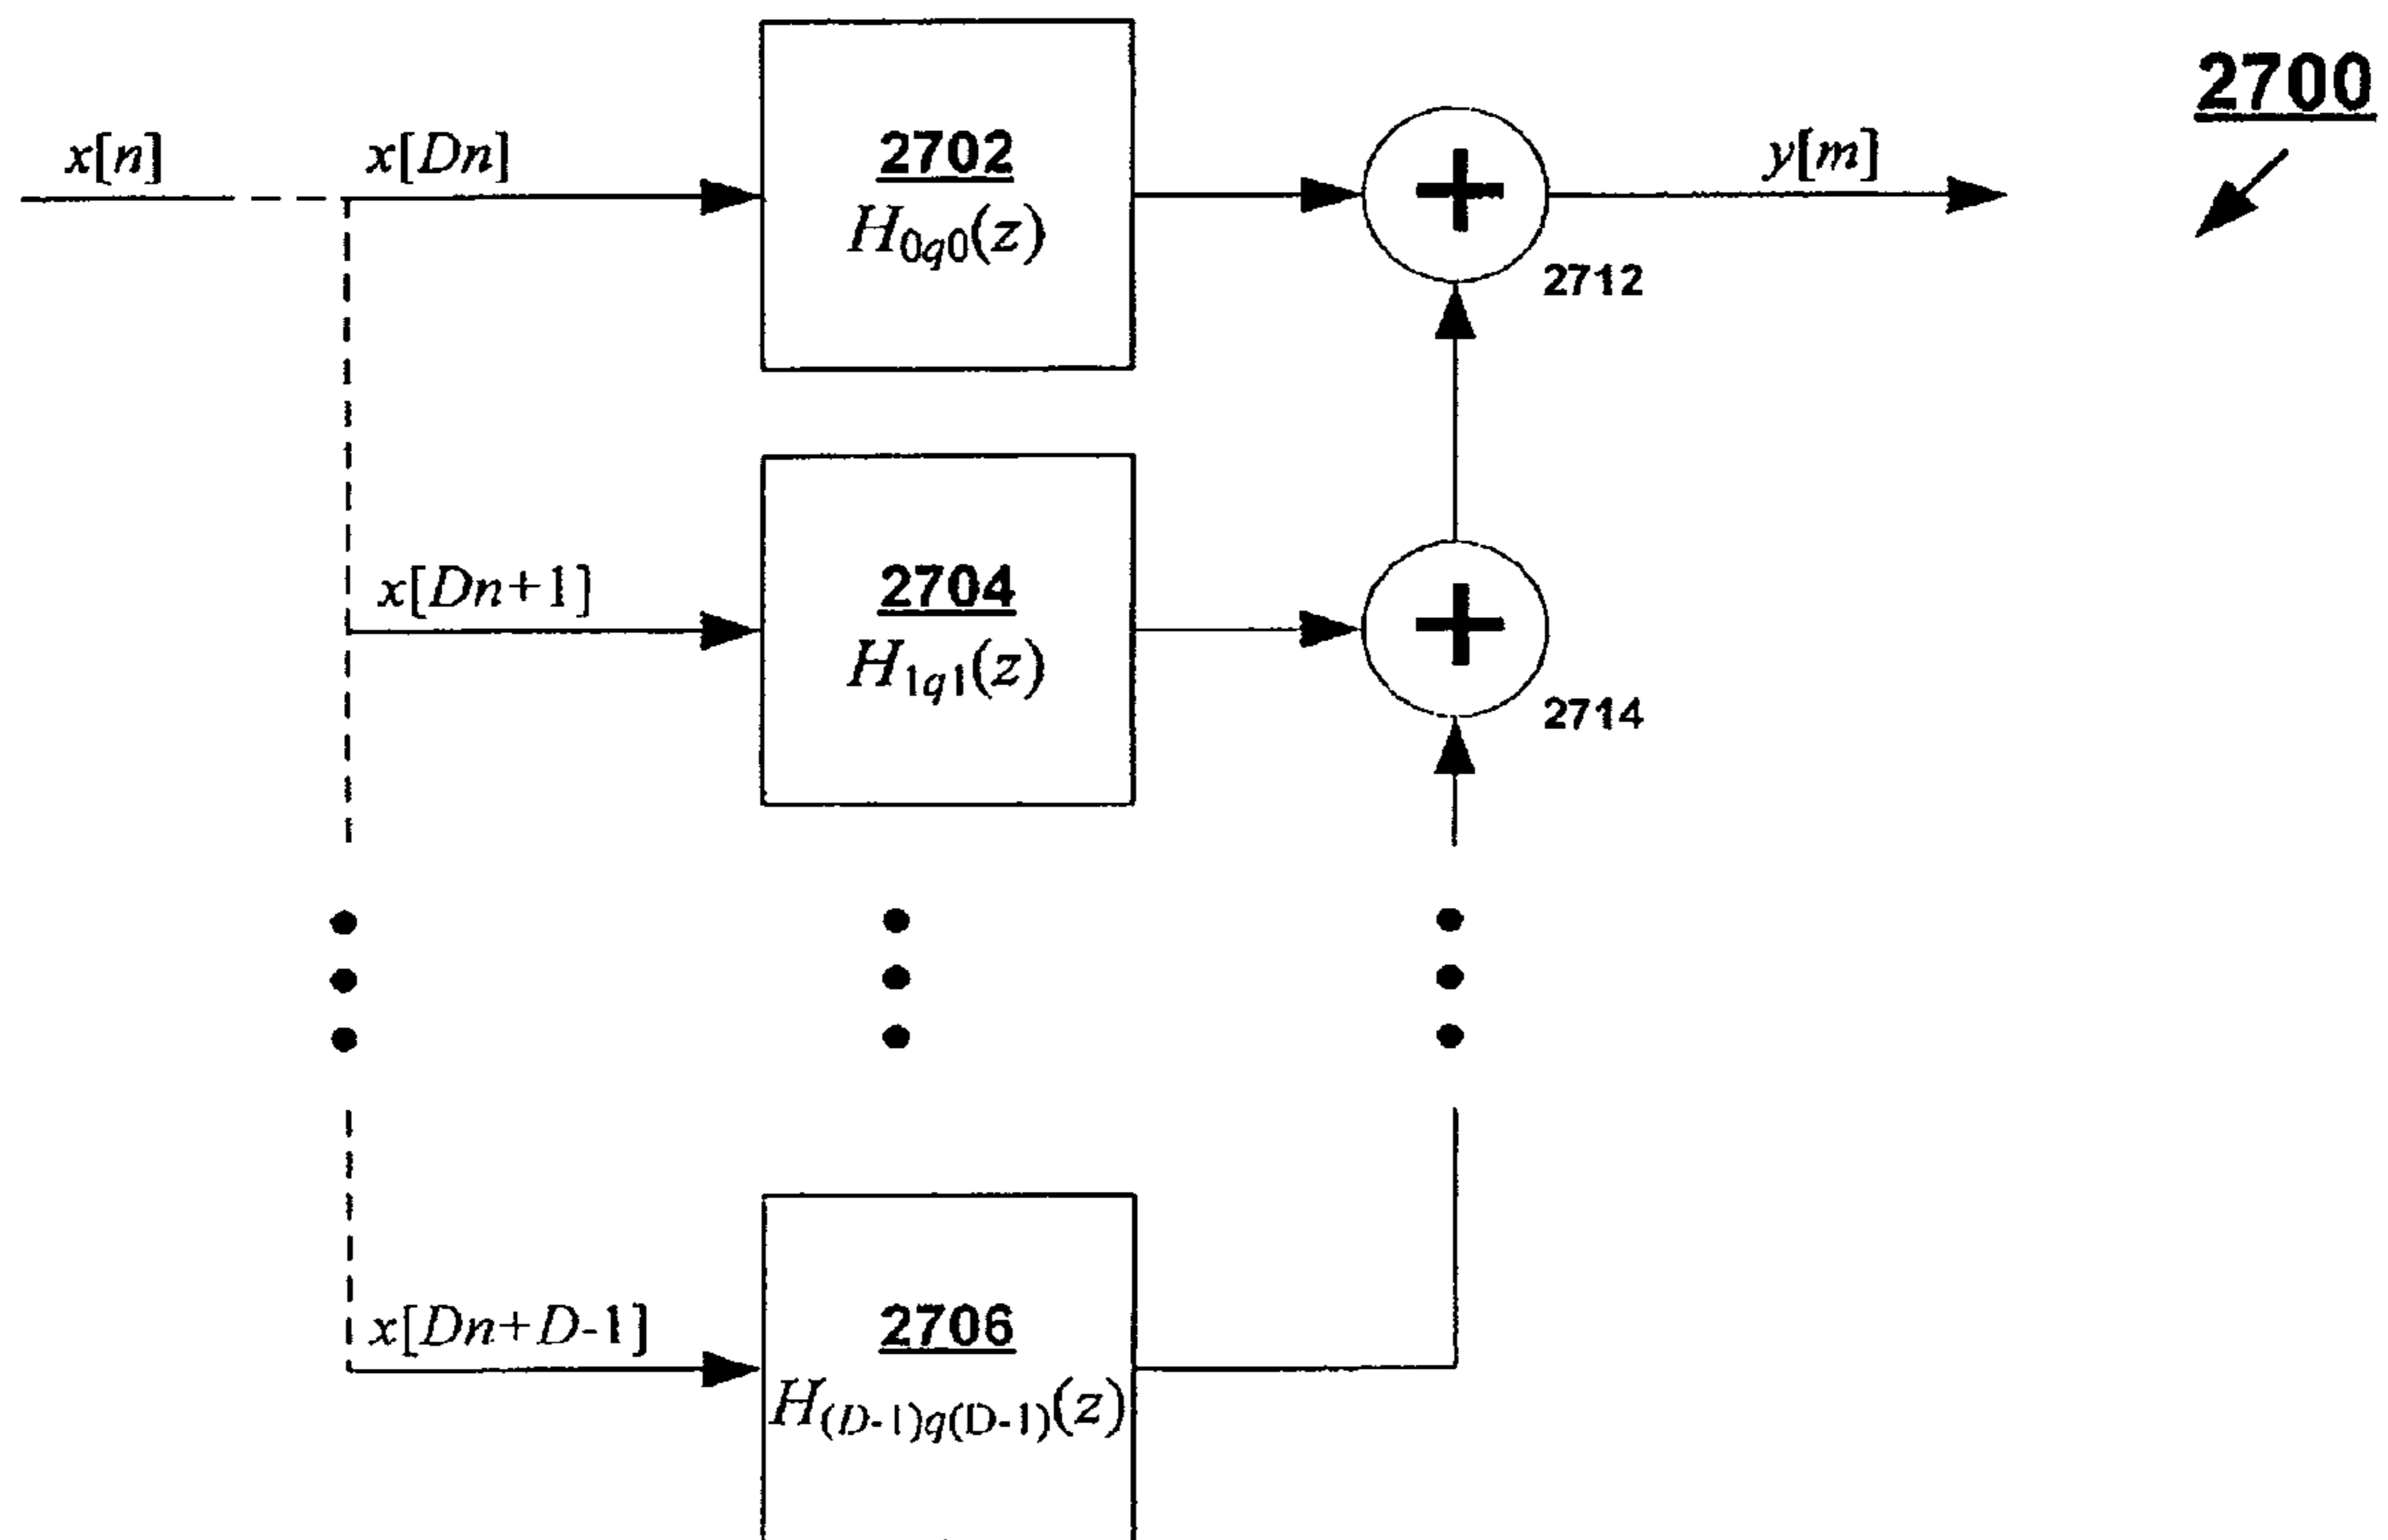 2700
x[n]
x[Dn]
2702
H0q0(z)
+
y[m]
2712
x[Dn+1]
2704
H1q1(z)
+
2714
x[Dn+D-1]
2706
H(D-1)q(D-1)(z)